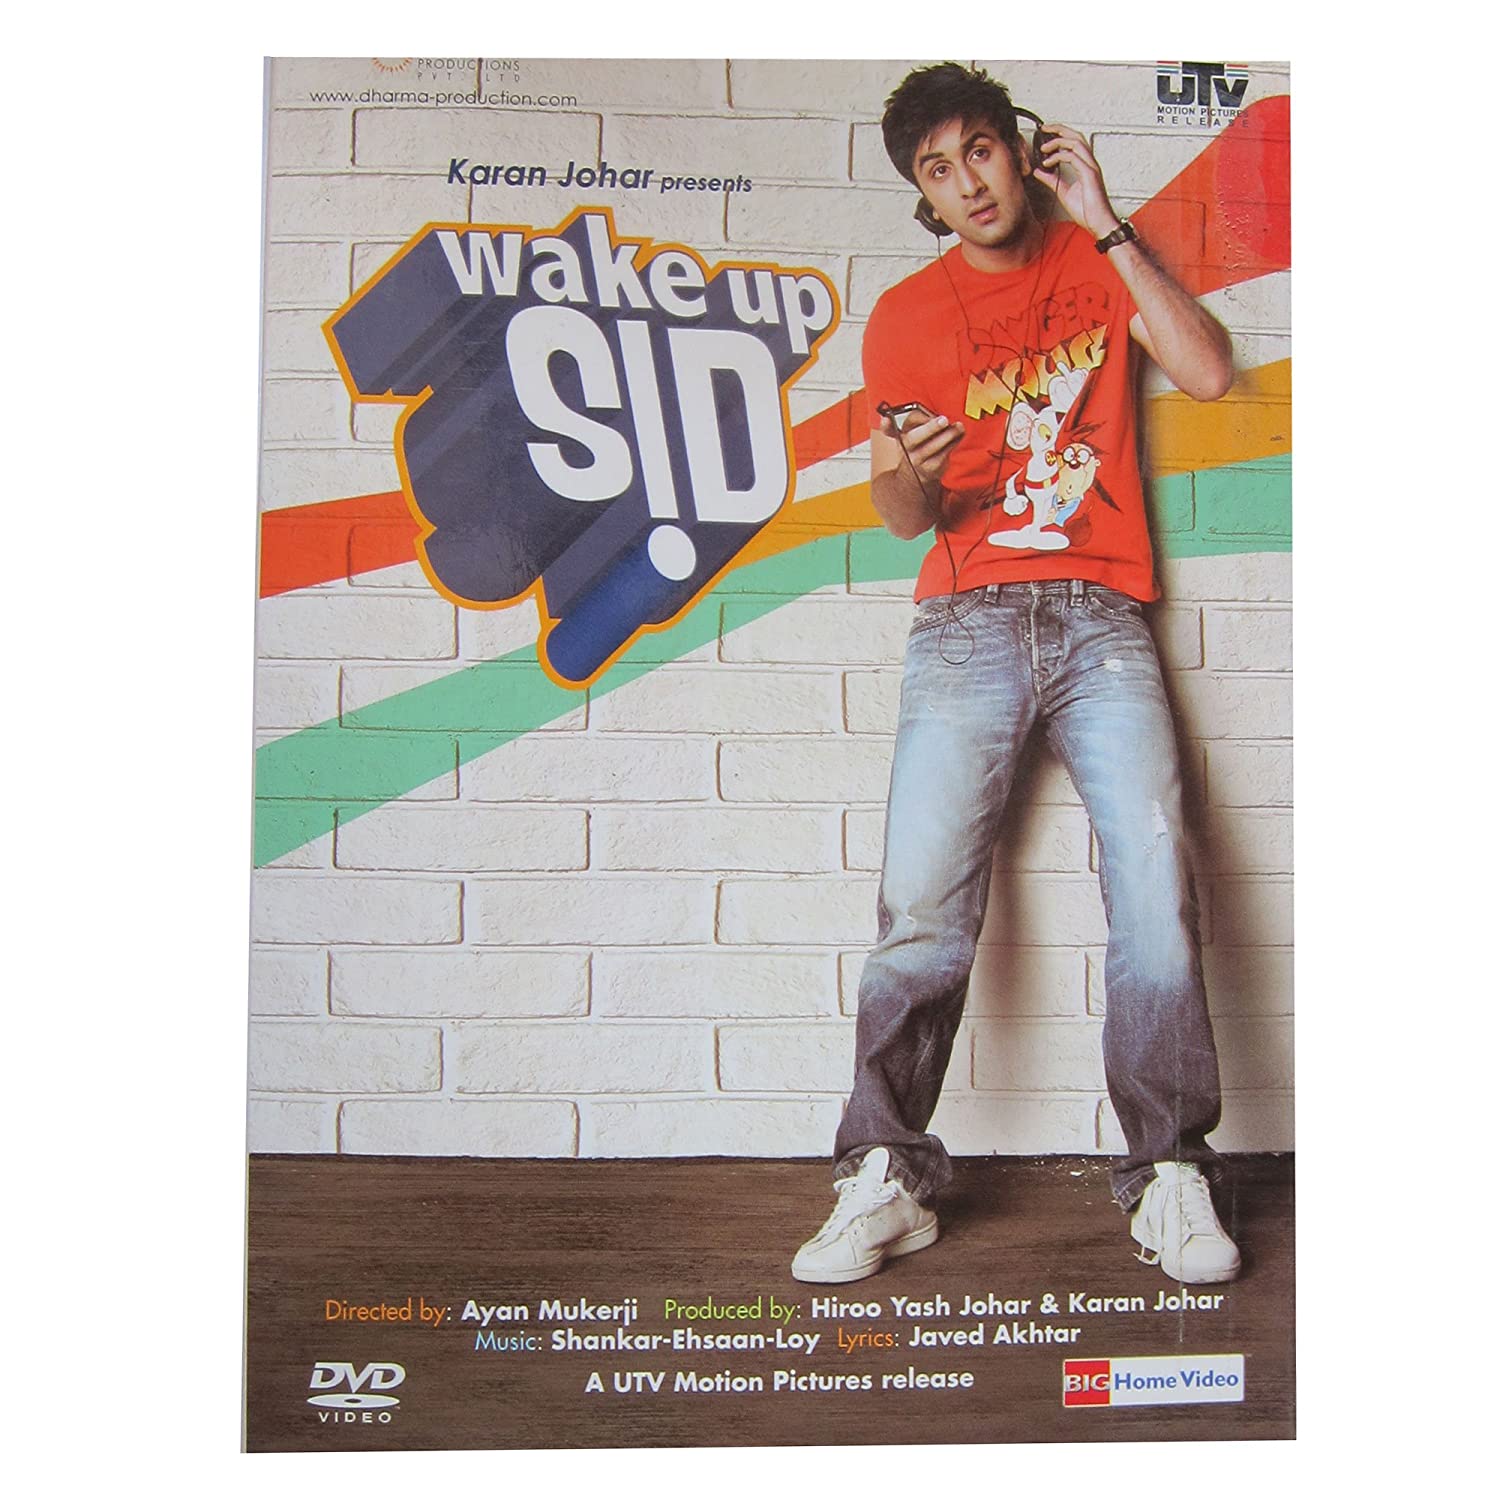 PRODUCTIONS
PVT. LTD
www.dharma-production.com
UTV
MOTION PICTURES
RELEASE
Karan Johar presents
wake up
SID
DANGER
MOUSE
Directed by: Ayan Mukerji Produced by: Hiroo Yash Johar & Karan Johar
Music: Shankar-Ehsaan-Loy Lyrics: Javed Akhtar
A UTV Motion Pictures release
DVD
VIDEO
BIG Home Video